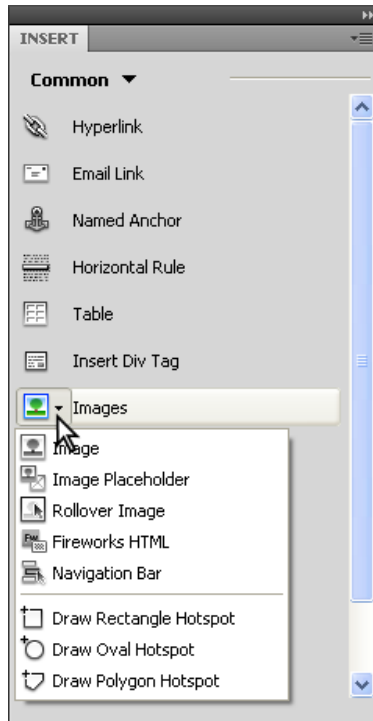 INSERT
Common
Hyperlink
Email Link
Named Anchor
Horizontal Rule
Table
Insert Div Tag
Images
Image
Image Placeholder
Rollover Image
Fireworks HTML
Navigation Bar
Draw Rectangle Hotspot
Draw Oval Hotspot
Draw Polygon Hotspot